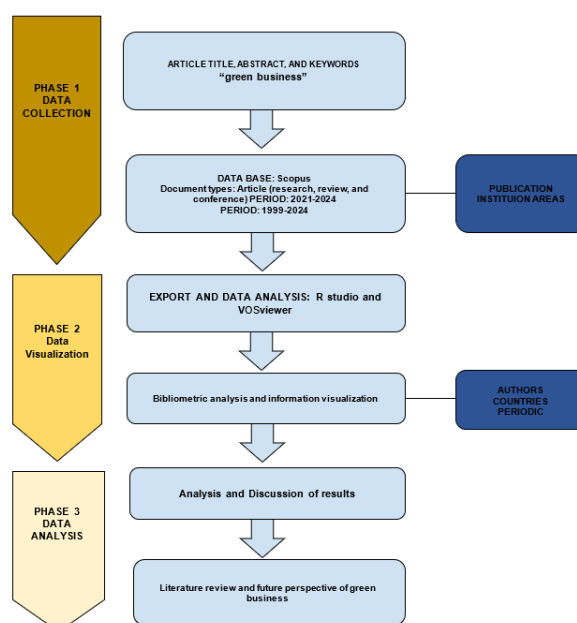 PHASE 1
DATA
COLLECTION
ARTICLE TITLE, ABSTRACT, AND KEYWORDS
“green business”
DATA BASE: Scopus
Document types: Article (research, review, and
conference) PERIOD: 2021-2024
PERIOD: 1999-2024
PUBLICATION
INSTITUION AREAS
PHASE 2
Data
Visualization
EXPORT AND DATA ANALYSIS: R studio and
VOSviewer
Bibliometric analysis and information visualization
AUTHORS
COUNTRIES
PERIODIC
PHASE 3
DATA
ANALYSIS
Analysis and Discussion of results
Literature review and future perspective of green
business